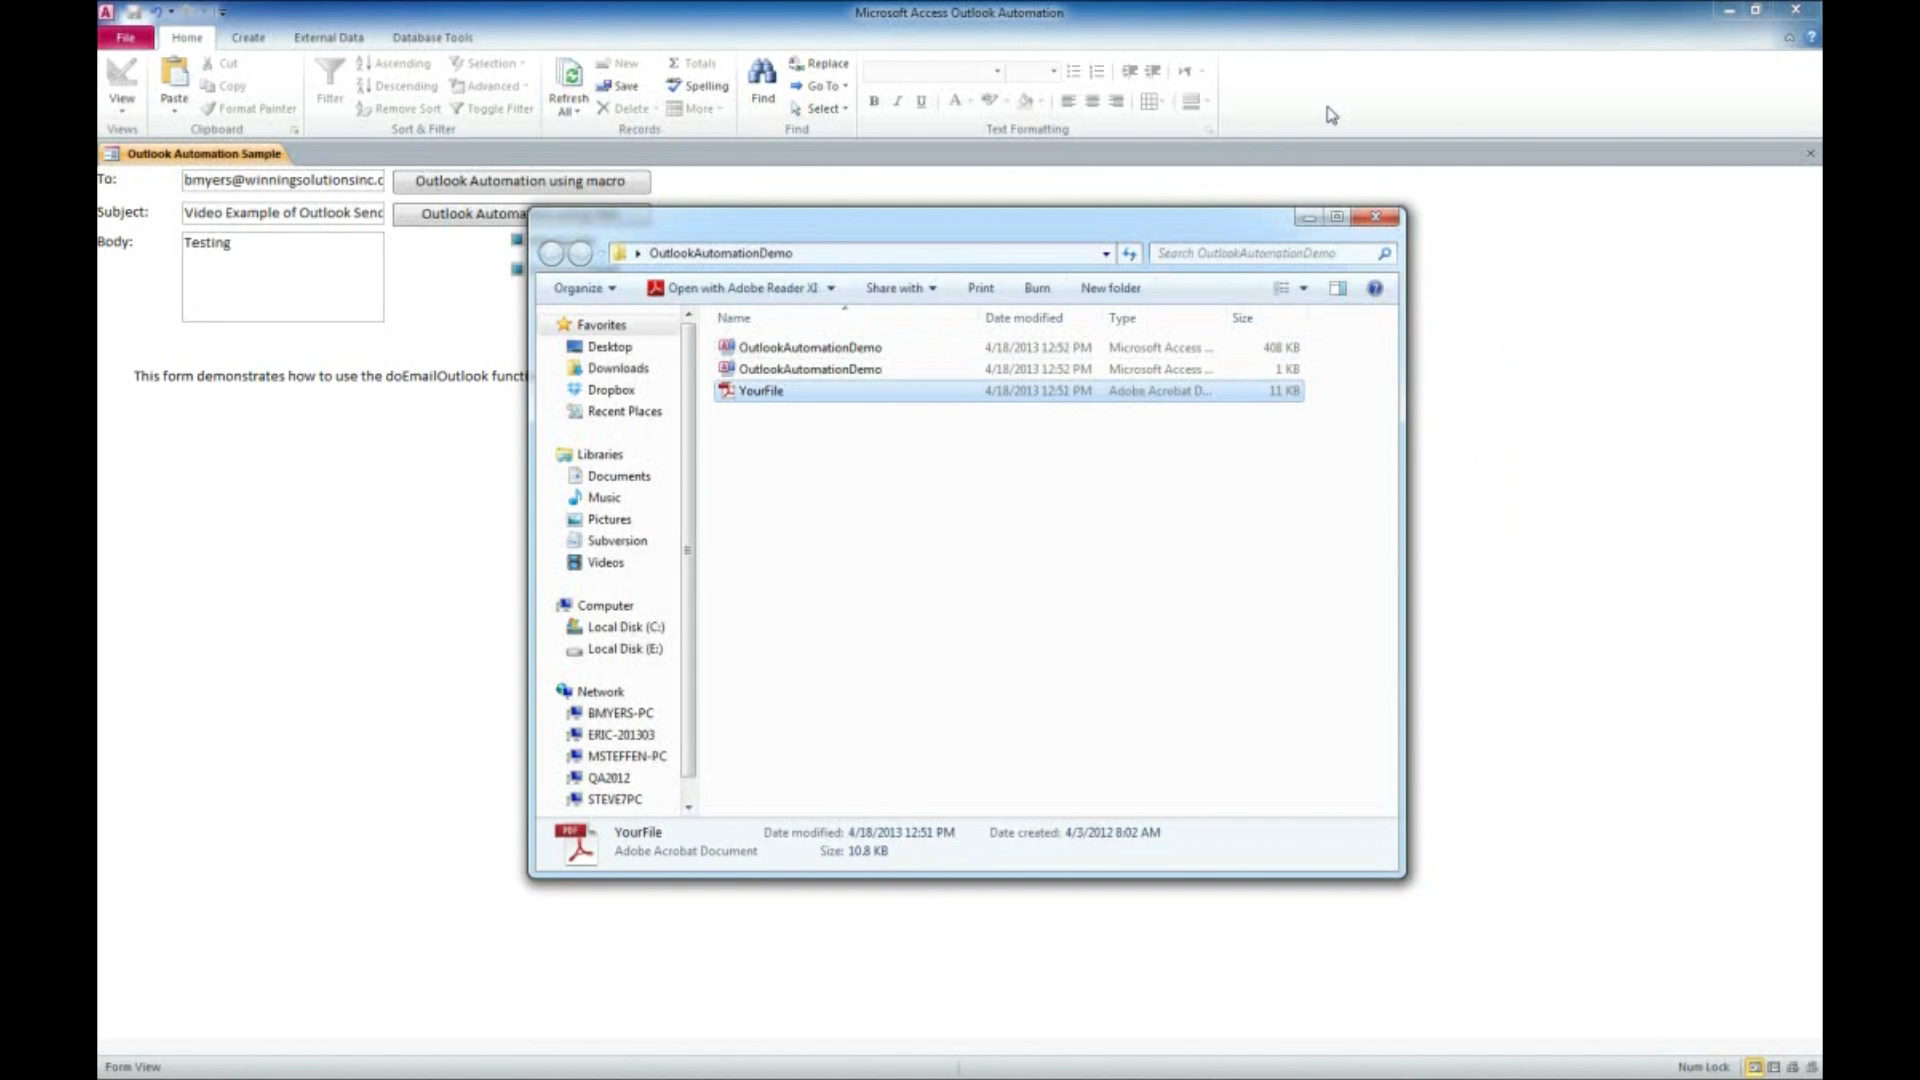 Microsoft Access Outlook Automation
File Home Create External Data Database Tools
View Paste Cut Copy Format Painter
Views Clipboard
Filter Ascending Descending Remove Sort Selection Advanced Toggle Filter
Sort & Filter
Refresh All New Save Delete Totals Spelling More
Records
Find Replace Go To Select
Find
B I U A
Text Formatting
Outlook Automation Sample
To: bmyers@winningsolutionsinc.c Outlook Automation using macro
Subject: Video Example of Outlook Senc Outlook Automa
Body: Testing
This form demonstrates how to use the doEmailOutlook functi
OutlookAutomationDemo Search OutlookAutomationDemo
Organize Open with Adobe Reader XI Share with Print Burn New folder
Favorites
Desktop
Downloads
Dropbox
Recent Places
Libraries
Documents
Music
Pictures
Subversion
Videos
Computer
Local Disk (C:)
Local Disk (E:)
Network
BMYERS-PC
ERIC-201303
MSTEFFEN-PC
QA2012
STEVE7PC
Name Date modified Type Size
OutlookAutomationDemo 4/18/2013 12:52 PM Microsoft Access ... 408 KB
OutlookAutomationDemo 4/18/2013 12:52 PM Microsoft Access ... 1 KB
YourFile 4/18/2013 12:51 PM Adobe Acrobat D... 11 KB
PDF
YourFile Date modified: 4/18/2013 12:51 PM Date created: 4/3/2012 8:02 AM
Adobe Acrobat Document Size: 10.8 KB
Form View Num Lock